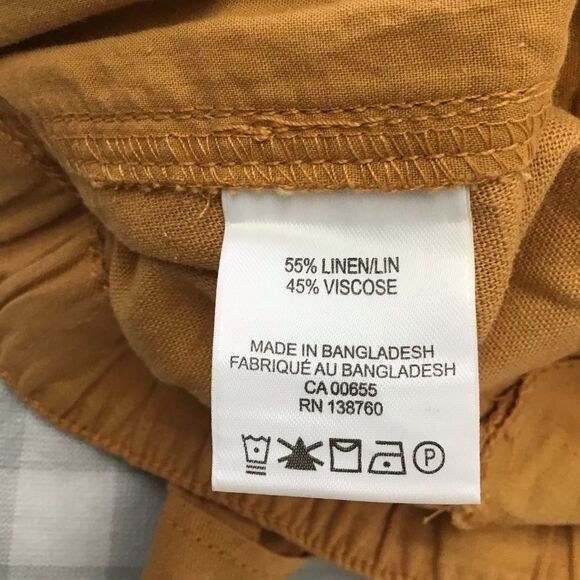 55% LINEN/LIN
45% VISCOSE
MADE IN BANGLADESH
FABRIQUÉ AU BANGLADESH
CA 00655
RN 138760
P